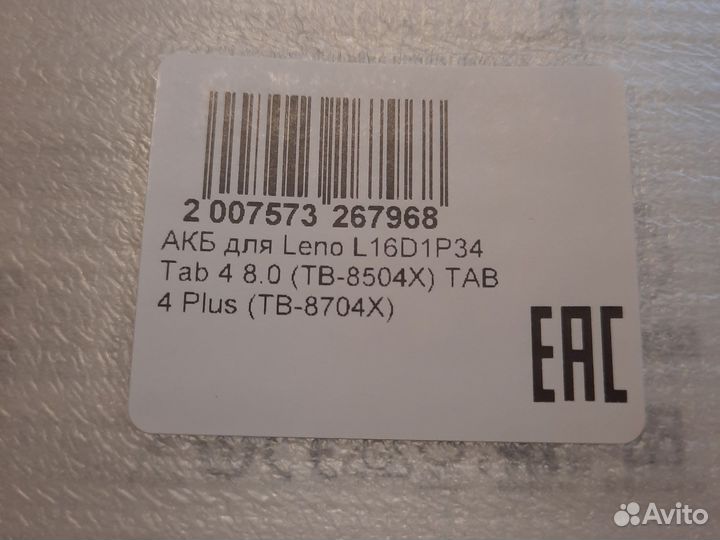 2 007573 267968
АКБ для Leno L16D1P34
Tab 4 8.0 (TB-8504X) TAB
4 Plus (TB-8704X)
EAC
Avito